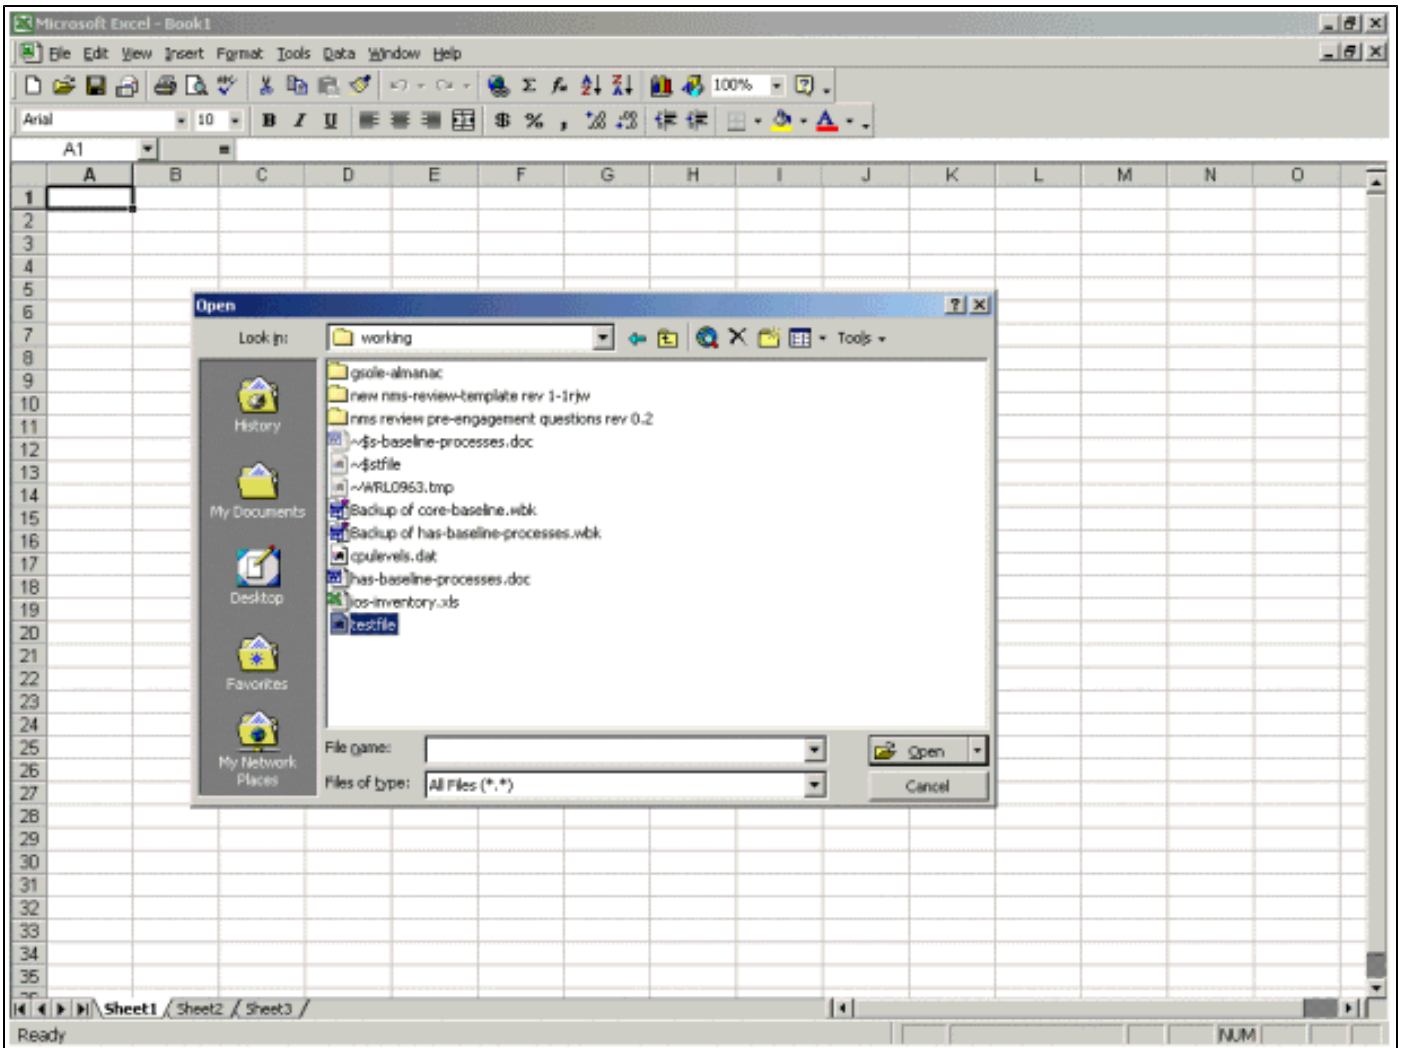 Microsoft Excel - Book1
File Edit View Insert Format Tools Data Window Help
100%
Arial 10 B I U $ % ,
A1 =
A B C D E F G H I J K L M N O
1
2
3
4
5
6
7
8
9
10
11
12
13
14
15
16
17
18
19
20
21
22
23
24
25
26
27
28
29
30
31
32
33
34
35
Open
Look in: working Tools
History
My Documents
Desktop
Favorites
My Network
Places
gsole-almanac
new nms-review-template rev 1-1rjw
nms review pre-engagement questions rev 0.2
~$s-baseline-processes.doc
~$stfile
~WRL0963.tmp
Backup of core-baseline.wbk
Backup of has-baseline-processes.wbk
cpulevels.dat
has-baseline-processes.doc
ios-inventory.xls
testfile
File name: Open
Files of type: All Files (*.*) Cancel
Sheet1 Sheet2 Sheet3
Ready NUM